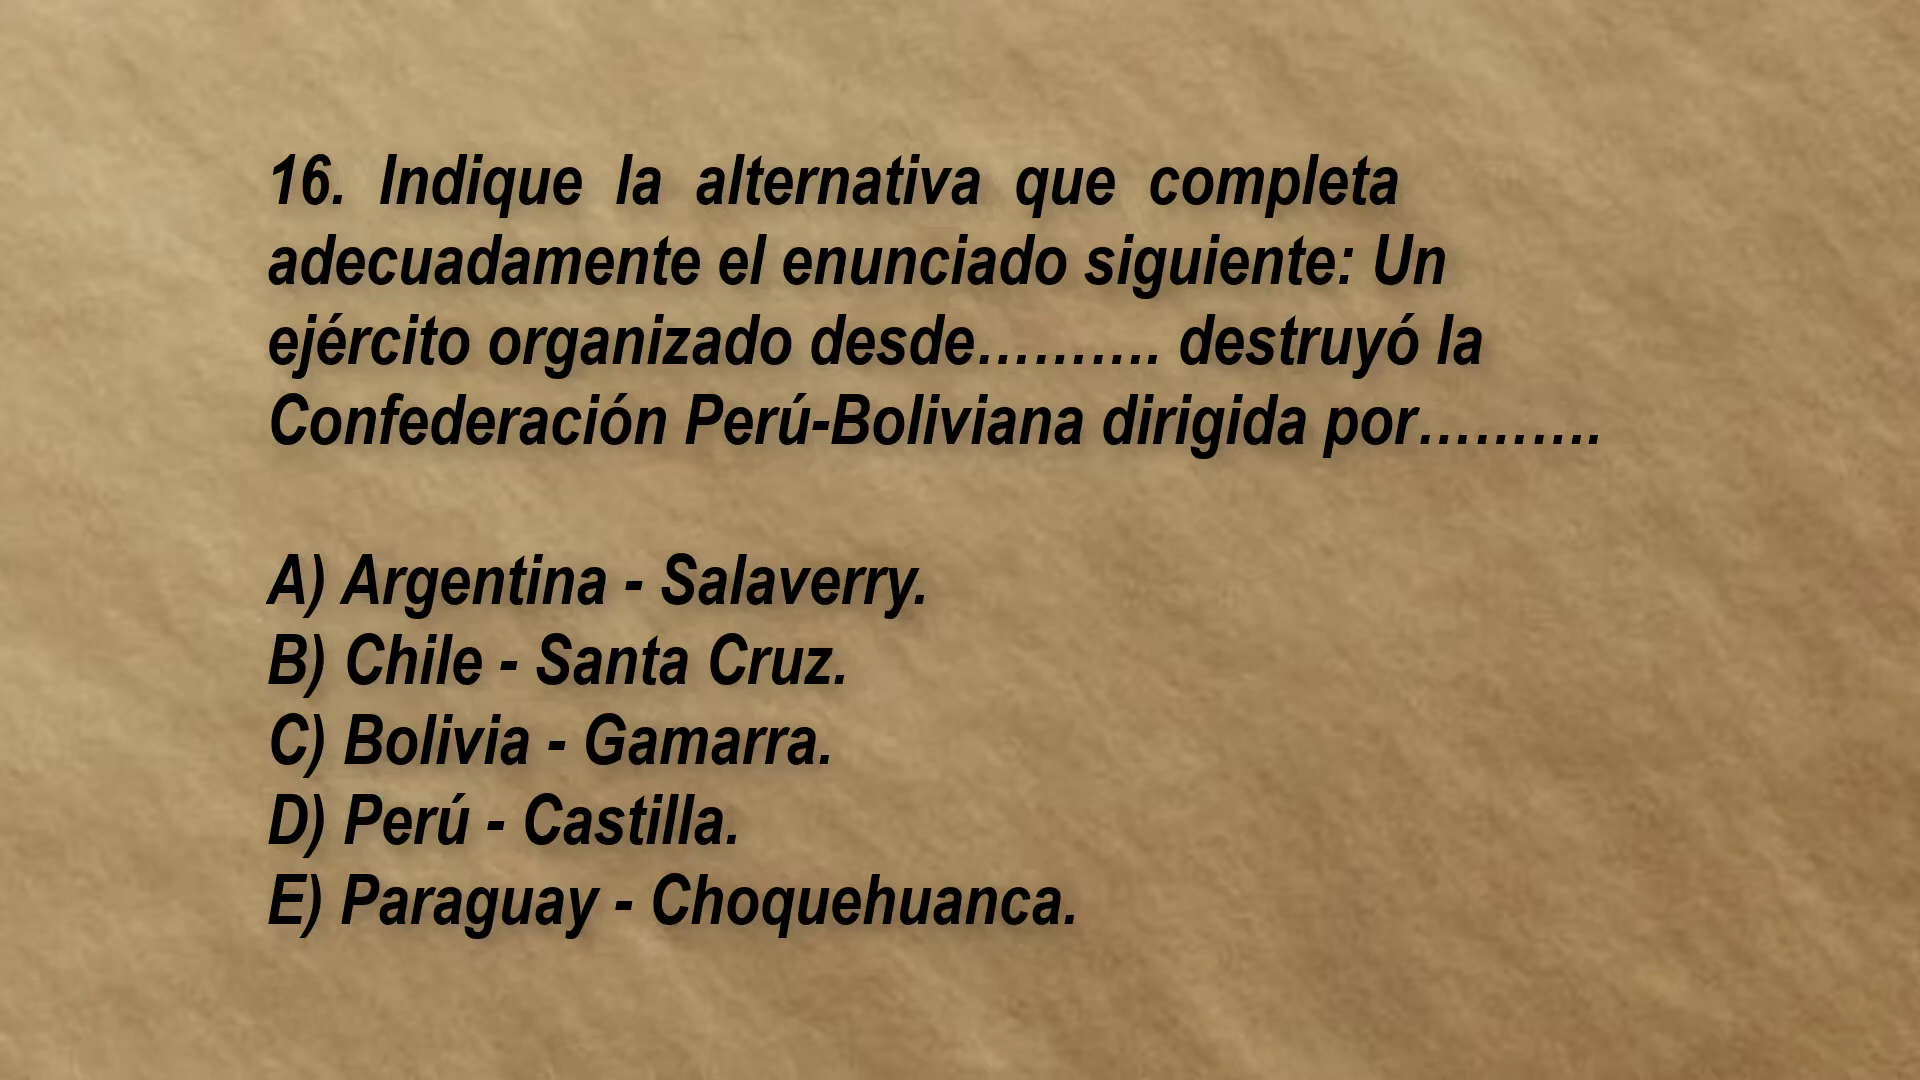 16. Indique la alternativa que completa
adecuadamente el enunciado siguiente: Un
ejército organizado desde………. destruyó la
Confederación Perú-Boliviana dirigida por……….
A) Argentina - Salaverry.
B) Chile - Santa Cruz.
C) Bolivia - Gamarra.
D) Perú - Castilla.
E) Paraguay - Choquehuanca.